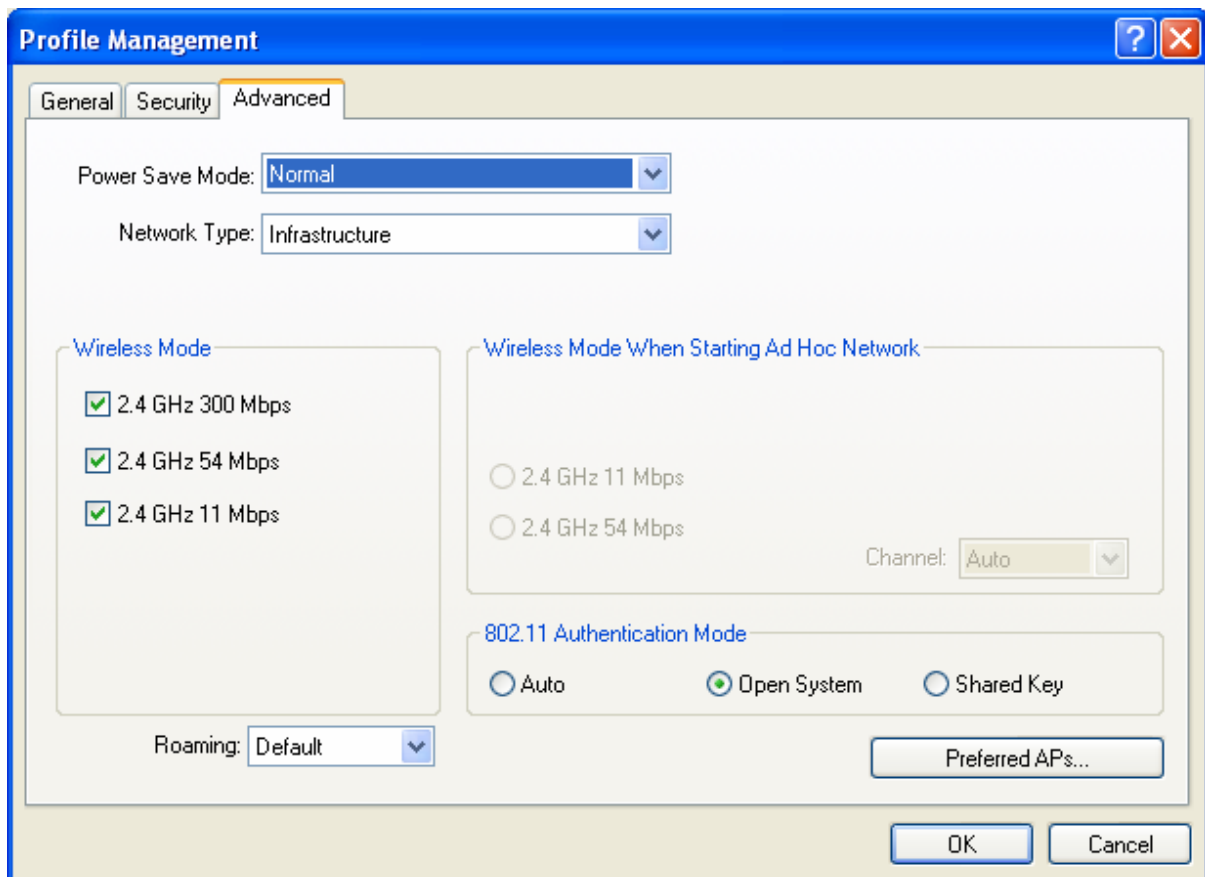 Profile Management
General Security Advanced
Power Save Mode: Normal
Network Type: Infrastructure
Wireless Mode
2.4 GHz 300 Mbps
2.4 GHz 54 Mbps
2.4 GHz 11 Mbps
Wireless Mode When Starting Ad Hoc Network
2.4 GHz 11 Mbps
2.4 GHz 54 Mbps
Channel: Auto
802.11 Authentication Mode
Auto Open System Shared Key
Roaming: Default
Preferred APs...
OK Cancel